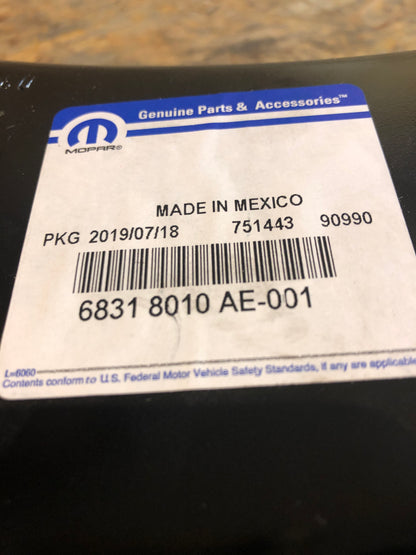 Genuine Parts & Accessories™
MOPAR®
MADE IN MEXICO
PKG 2019/07/18 751443 90990
6831 8010 AE-001
L=6060
Contents conform to U.S. Federal Motor Vehicle Safety Standards, if any are applicable